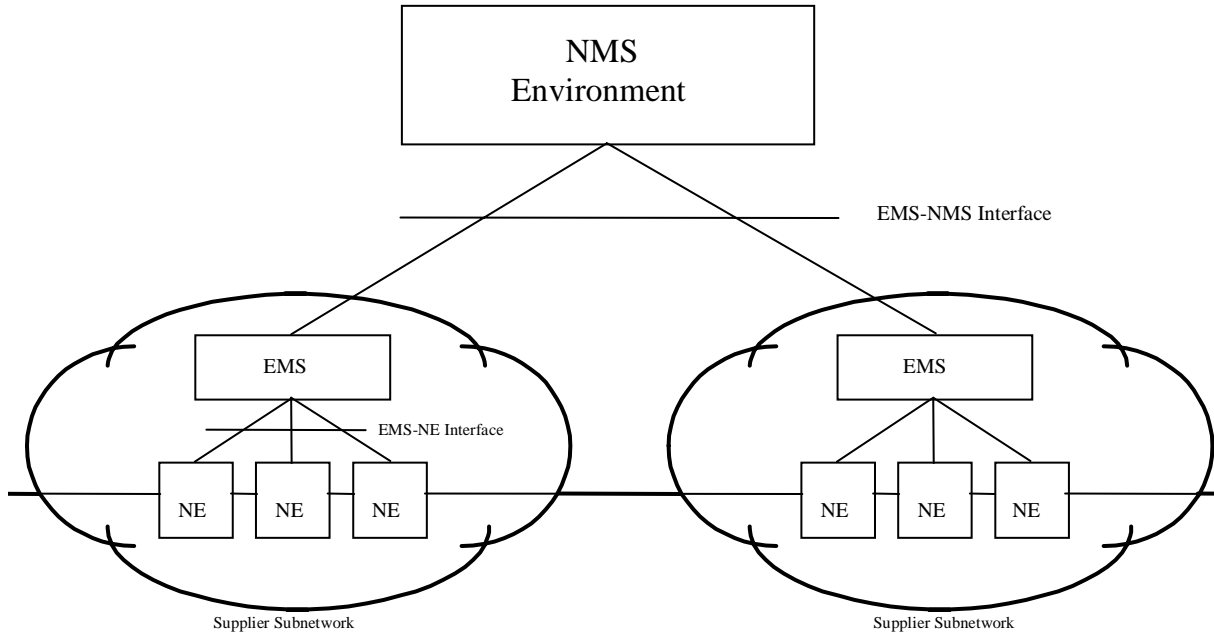 NMS
Environment
EMS-NMS Interface
EMS
EMS
EMS-NE Interface
NE
NE
NE
NE
NE
NE
Supplier Subnetwork
Supplier Subnetwork